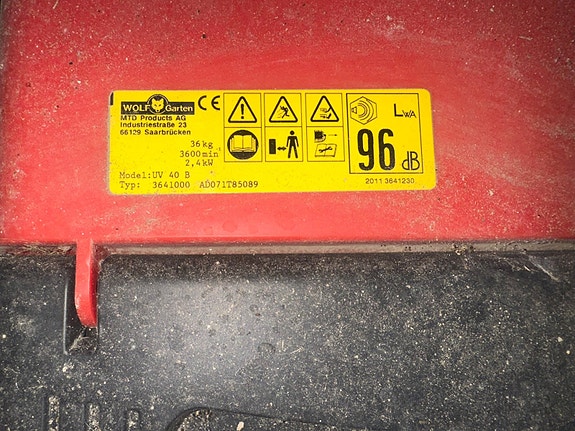 WOLF Garten CE
MTD Products AG
Industriestraße 23
66129 Saarbrücken
36kg
3600min
2,4kW
Model:UV 40 B
Typ: 3641000 AD071T85089
LWA
96 dB
2011 3641230